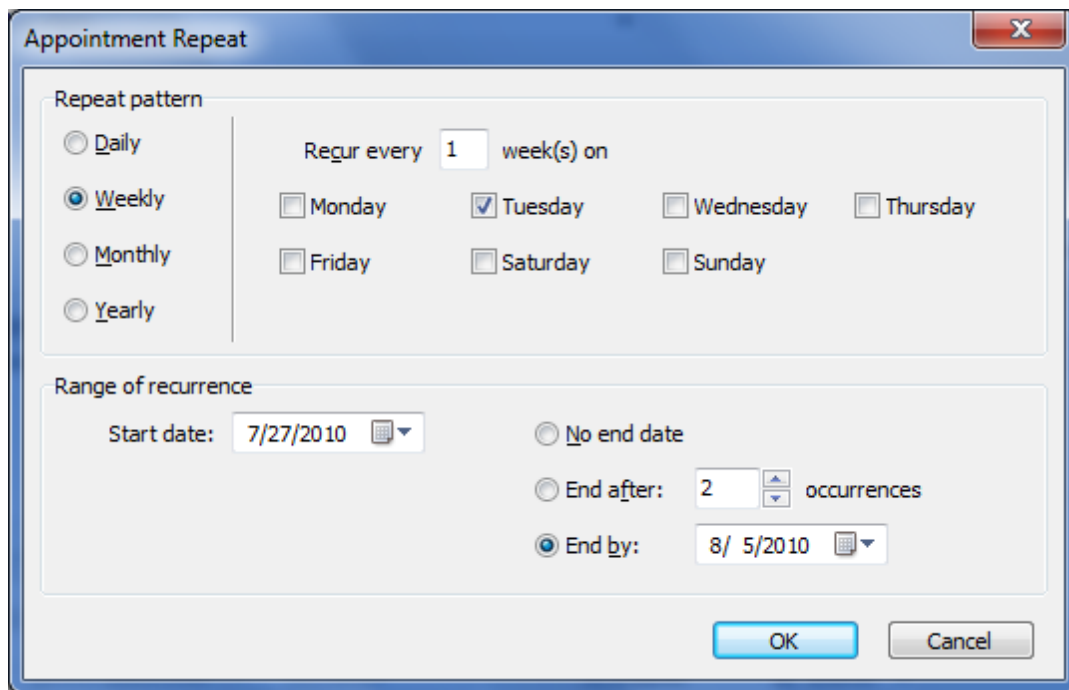 Appointment Repeat
Repeat pattern
Daily
Recur every 1 week(s) on
Weekly
Monday Tuesday Wednesday Thursday
Monthly
Friday Saturday Sunday
Yearly
Range of recurrence
Start date: 7/27/2010 No end date
End after: 2 occurrences
End by: 8/ 5/2010
OK Cancel